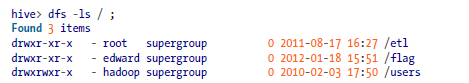 hive> dfs -ls / ;
Found 3 items
drwxr-xr-x   - root   supergroup          0 2011-08-17 16:27 /etl
drwxr-xr-x   - edward supergroup          0 2012-01-18 15:51 /flag
drwxrwxr-x   - hadoop supergroup          0 2010-02-03 17:50 /users